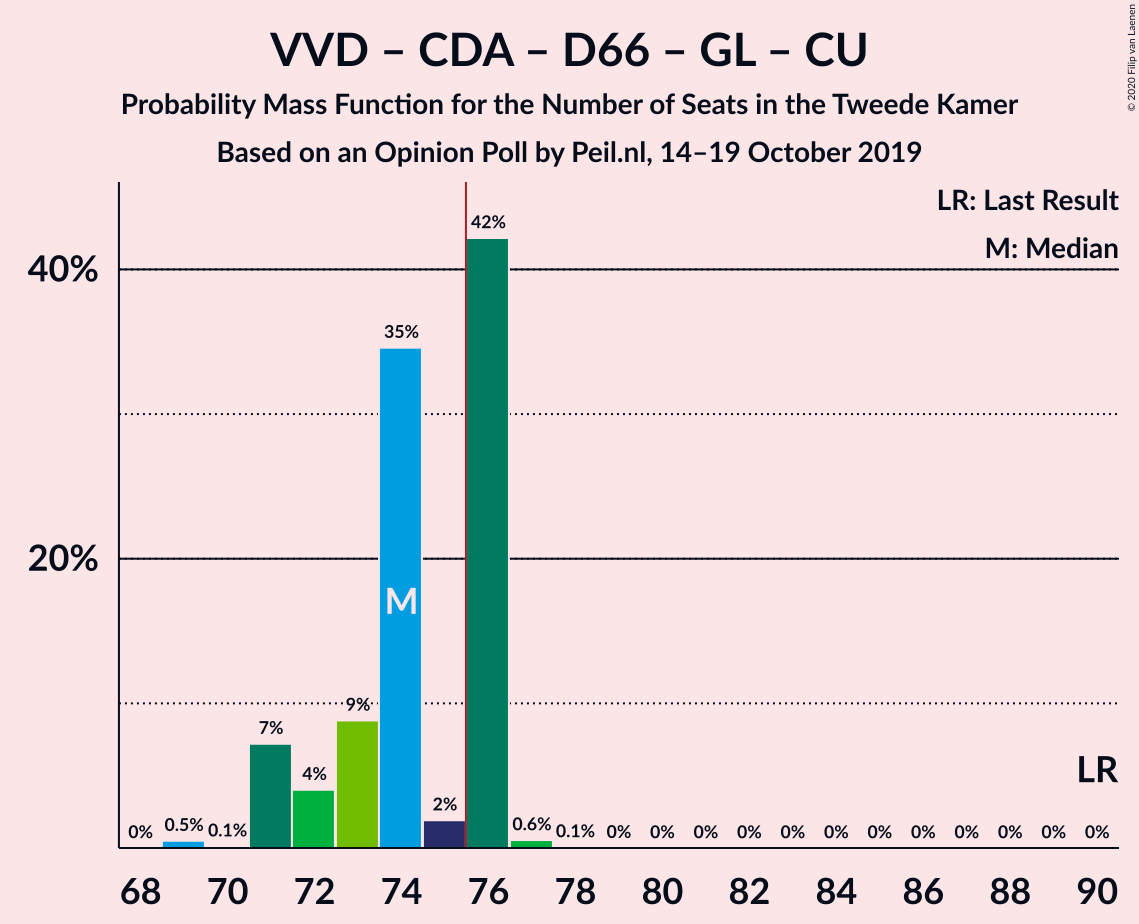 VVD – CDA – D66 – GL – CU
Probability Mass Function for the Number of Seats in the Tweede Kamer
Based on an Opinion Poll by Peil.nl, 14–19 October 2019
© 2020 Filip van Laenen
LR: Last Result
M: Median
42%
40%
35%
20%
M
9%
7%
LR
4%
2%
0% 0.5% 0.1% 0.6% 0.1% 0% 0% 0% 0% 0% 0% 0% 0% 0% 0% 0% 0%
68 70 72 74 76 78 80 82 84 86 88 90